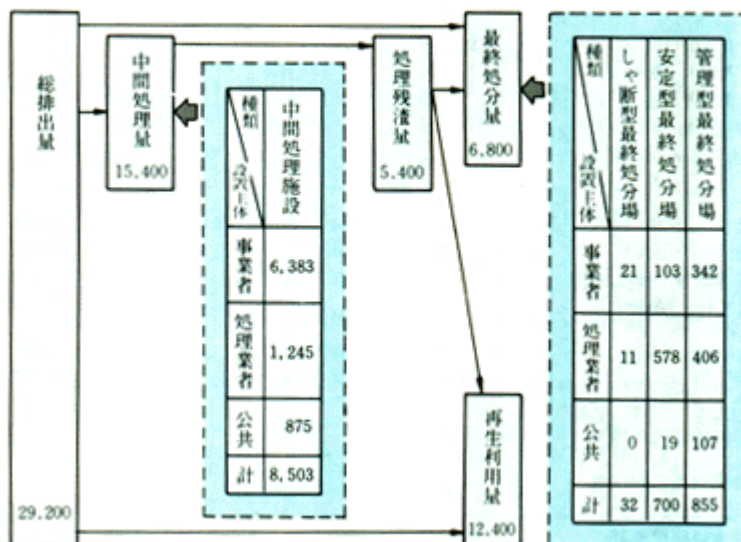 総排出量
29.200
中間処理量
15.400
種類
設置主体
中間処理施設
事業者
6,383
処理業者
1,245
公共
875
計
8,503
処理残渣量
5.400
最終処分量
6.800
再生利用量
12.400
種類
設置主体
しゃ断型最終処分場
安定型最終処分場
管理型最終処分場
事業者
21
103
342
処理業者
11
578
406
公共
0
19
107
計
32
700
855